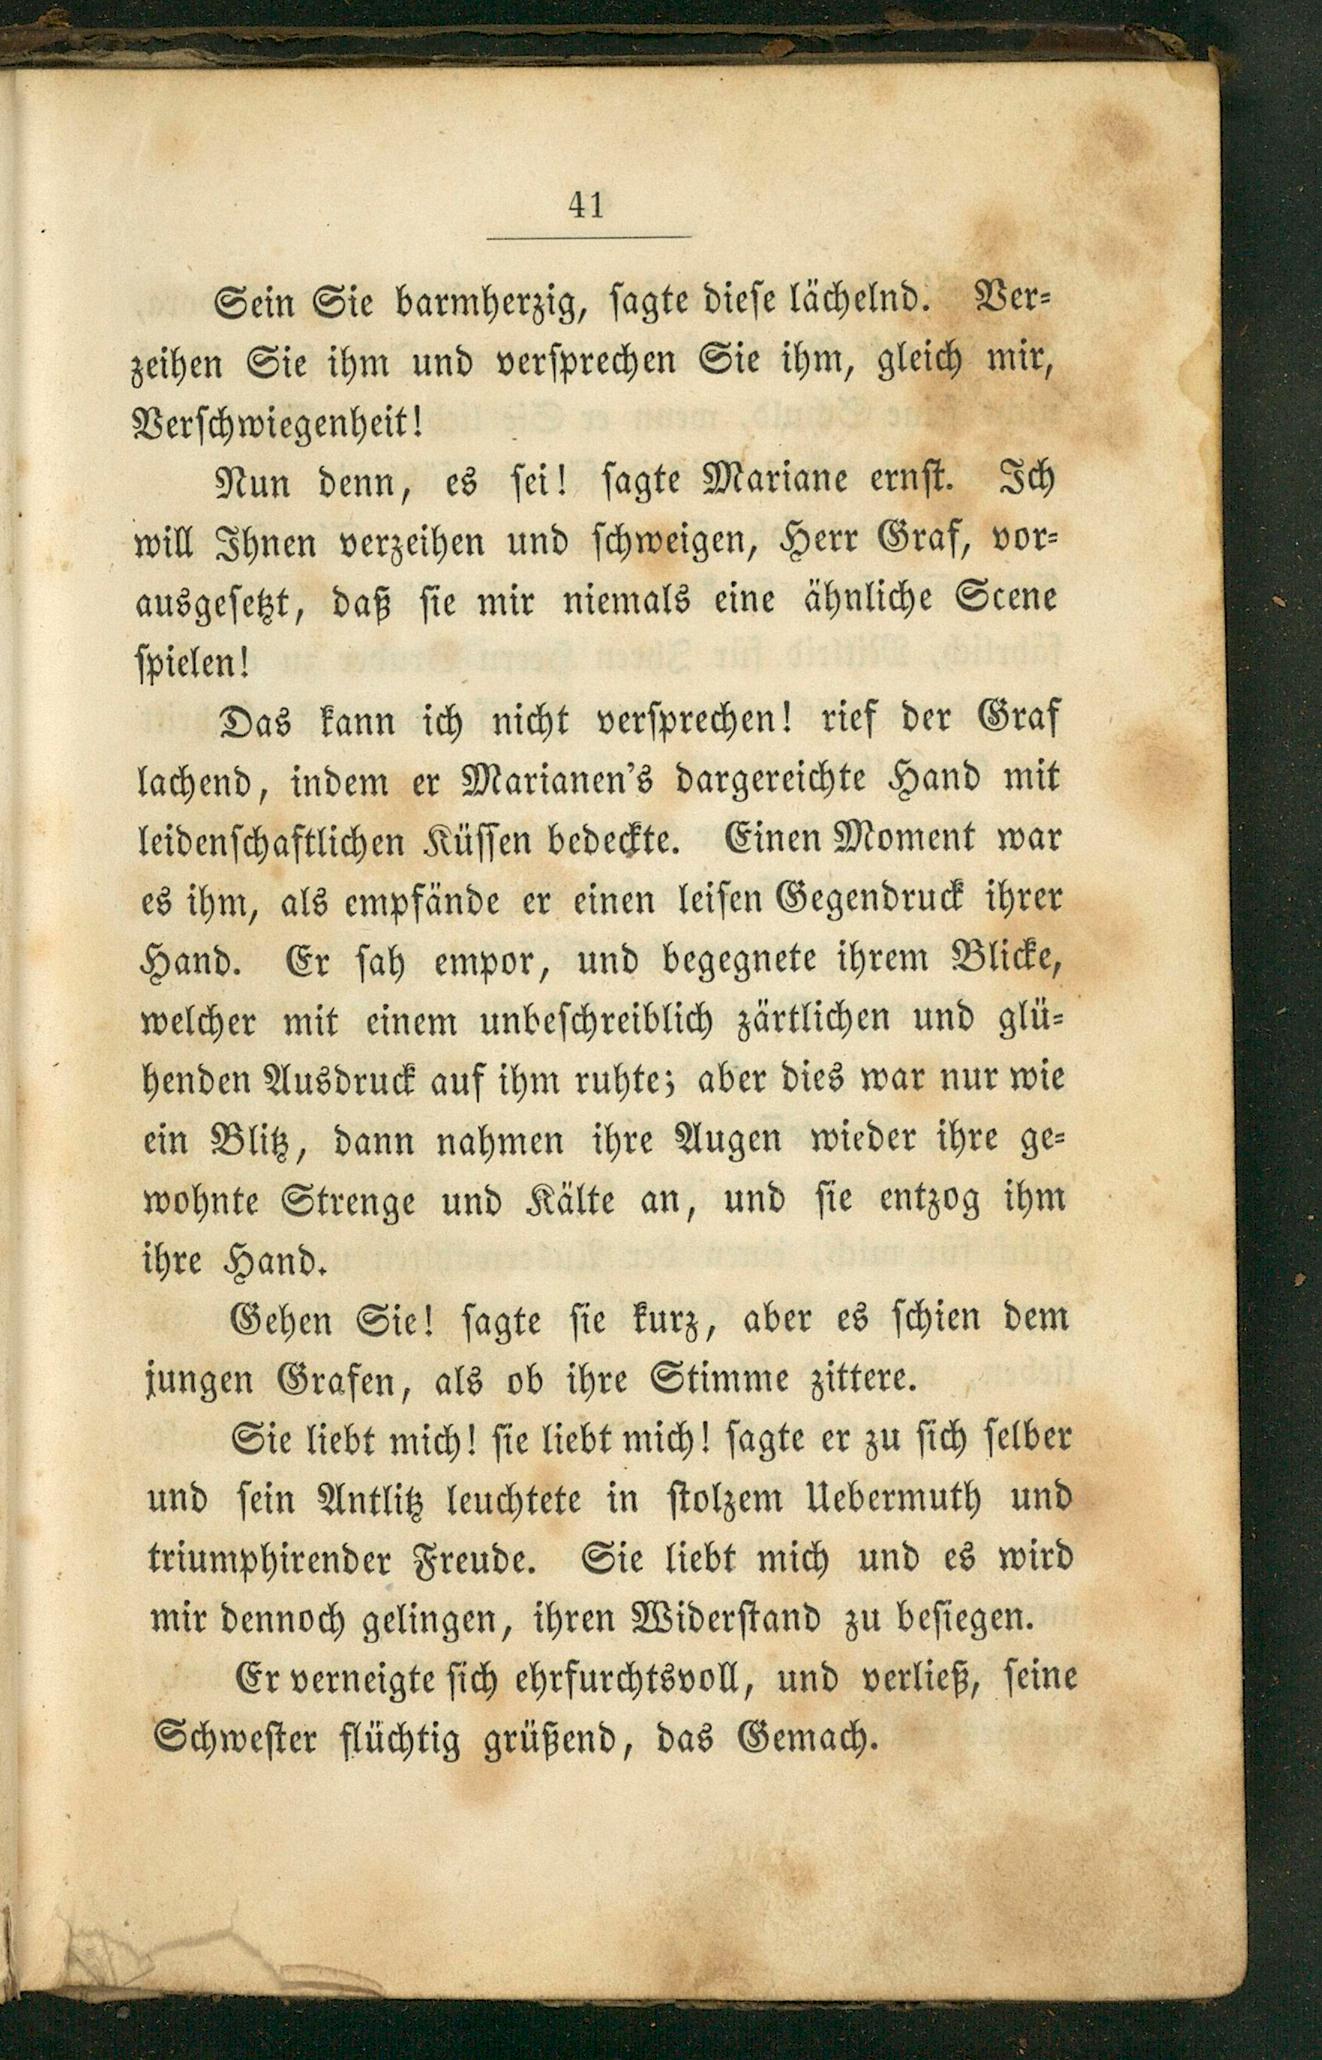 41
Sein Sie barmherzig, sagte diese lächelnd. Ver-
zeihen Sie ihm und versprechen Sie ihm, gleich mir,
Verschwiegenheit!
Nun denn, es sei! sagte Mariane ernst. Ich
will Ihnen verzeihen und schweigen, Herr Graf, vor-
ausgesetzt, daß sie mir niemals eine ähnliche Scene
spielen!
Das kann ich nicht versprechen! rief der Graf
lachend, indem er Marianen's dargereichte Hand mit
leidenschaftlichen Küssen bedeckte. Einen Moment war
es ihm, als empfände er einen leisen Gegendruck ihrer
Hand. Er sah empor, und begegnete ihrem Blicke,
welcher mit einem unbeschreiblich zärtlichen und glü-
henden Ausdruck auf ihm ruhte; aber dies war nur wie
ein Blitz, dann nahmen ihre Augen wieder ihre ge-
wohnte Strenge und Kälte an, und sie entzog ihm
ihre Hand.
Gehen Sie! sagte sie kurz, aber es schien dem
jungen Grafen, als ob ihre Stimme zittere.
Sie liebt mich! sie liebt mich! sagte er zu sich selber
und sein Antlitz leuchtete in stolzem Uebermuth und
triumphirender Freude. Sie liebt mich und es wird
mir dennoch gelingen, ihren Widerstand zu besiegen.
Er verneigte sich ehrfurchtsvoll, und verließ, seine
Schwester flüchtig grüßend, das Gemach.